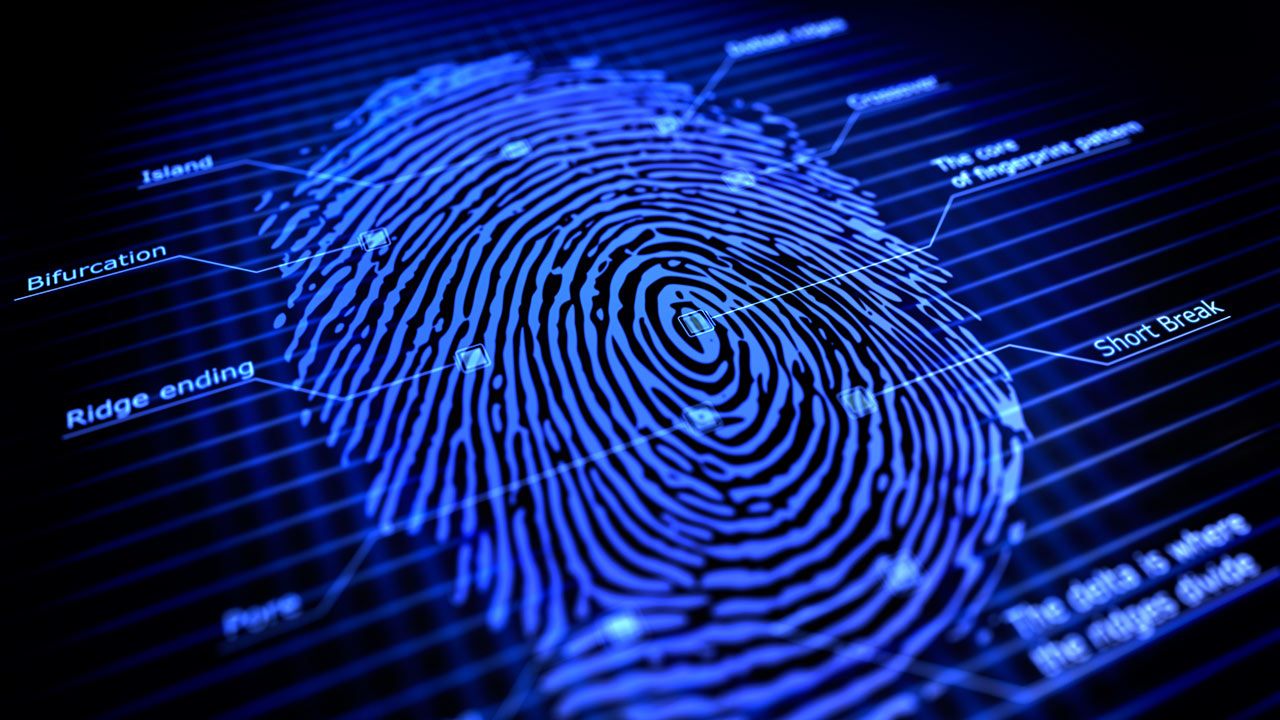 Crossover
The core
of fingerprint pattern
Island
Bifurcation
Short Break
Ridge ending
The delta is where
the ridges divide
Pore